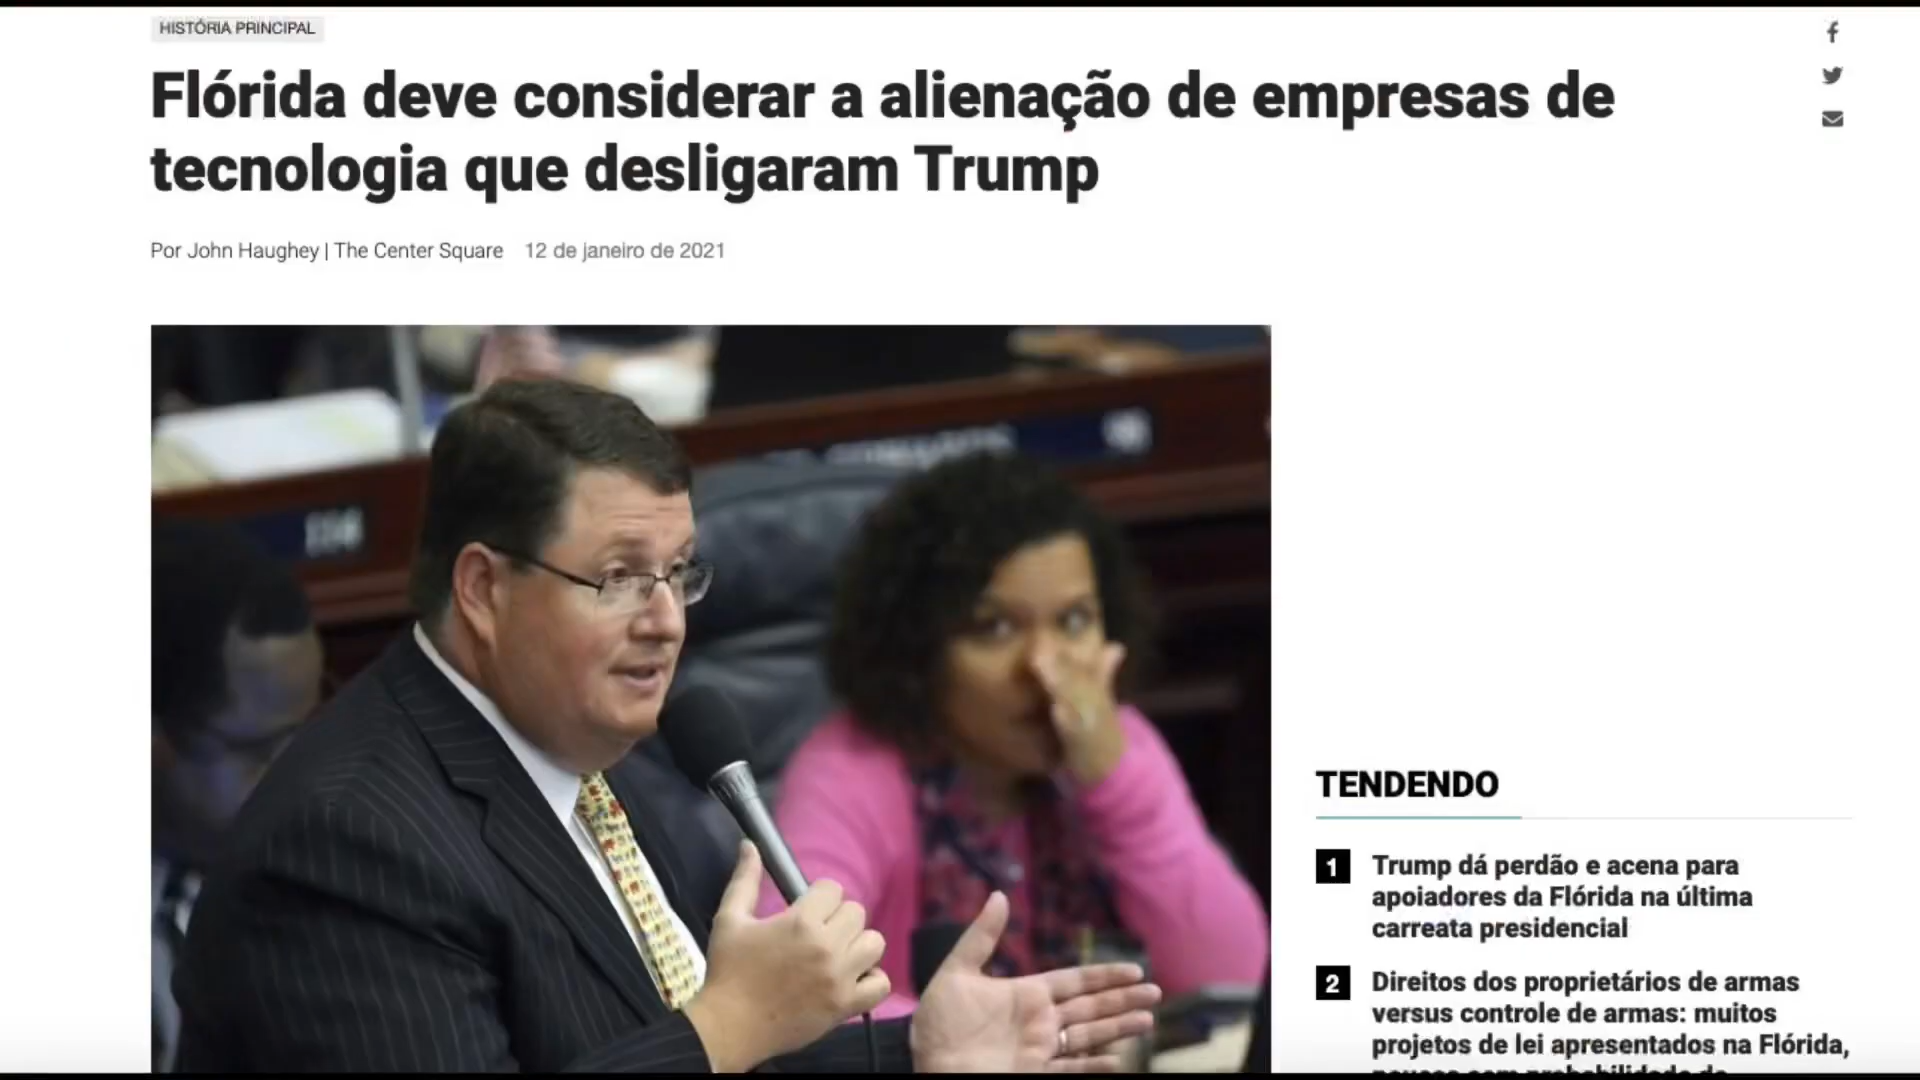 HISTÓRIA PRINCIPAL
Flórida deve considerar a alienação de empresas de
tecnologia que desligaram Trump
Por John Haughey | The Center Square 12 de janeiro de 2021
114
TENDENDO
1 Trump dá perdão e acena para
apoiadores da Flórida na última
carreata presidencial
2 Direitos dos proprietários de armas
versus controle de armas: muitos
projetos de lei apresentados na Flórida,